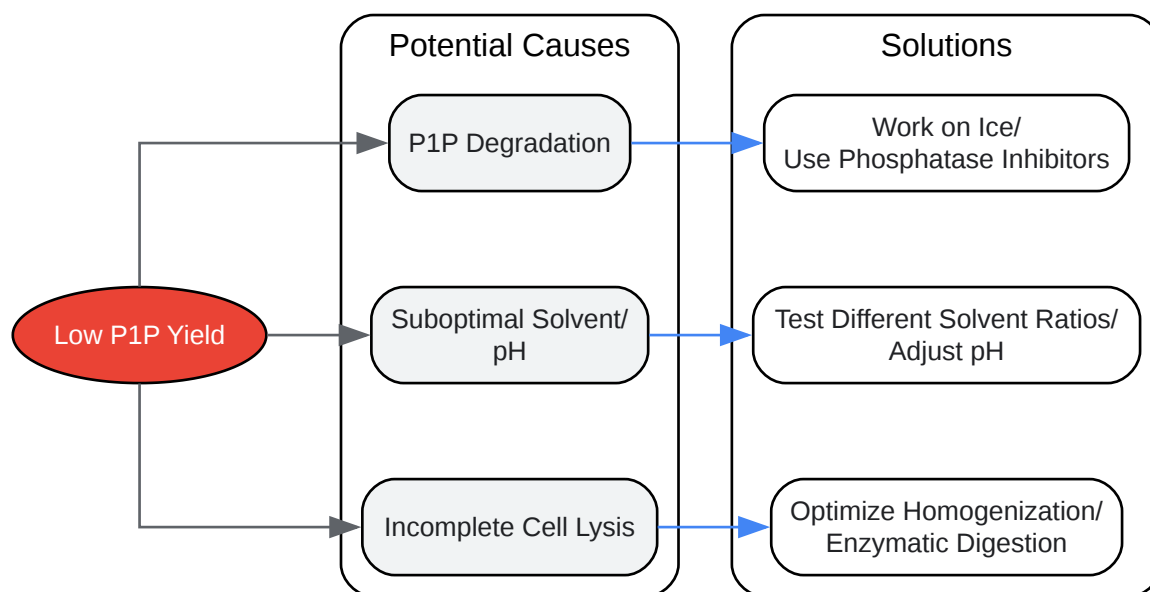 Potential Causes
Solutions
P1P Degradation
Work on Ice/
Use Phosphatase Inhibitors
Low P1P Yield
Suboptimal Solvent/
pH
Test Different Solvent Ratios/
Adjust pH
Incomplete Cell Lysis
Optimize Homogenization/
Enzymatic Digestion